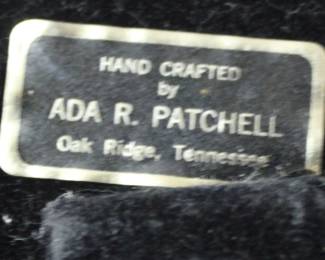 HAND CRAFTED
by
ADA R. PATCHELL
Oak Ridge, Tennessee